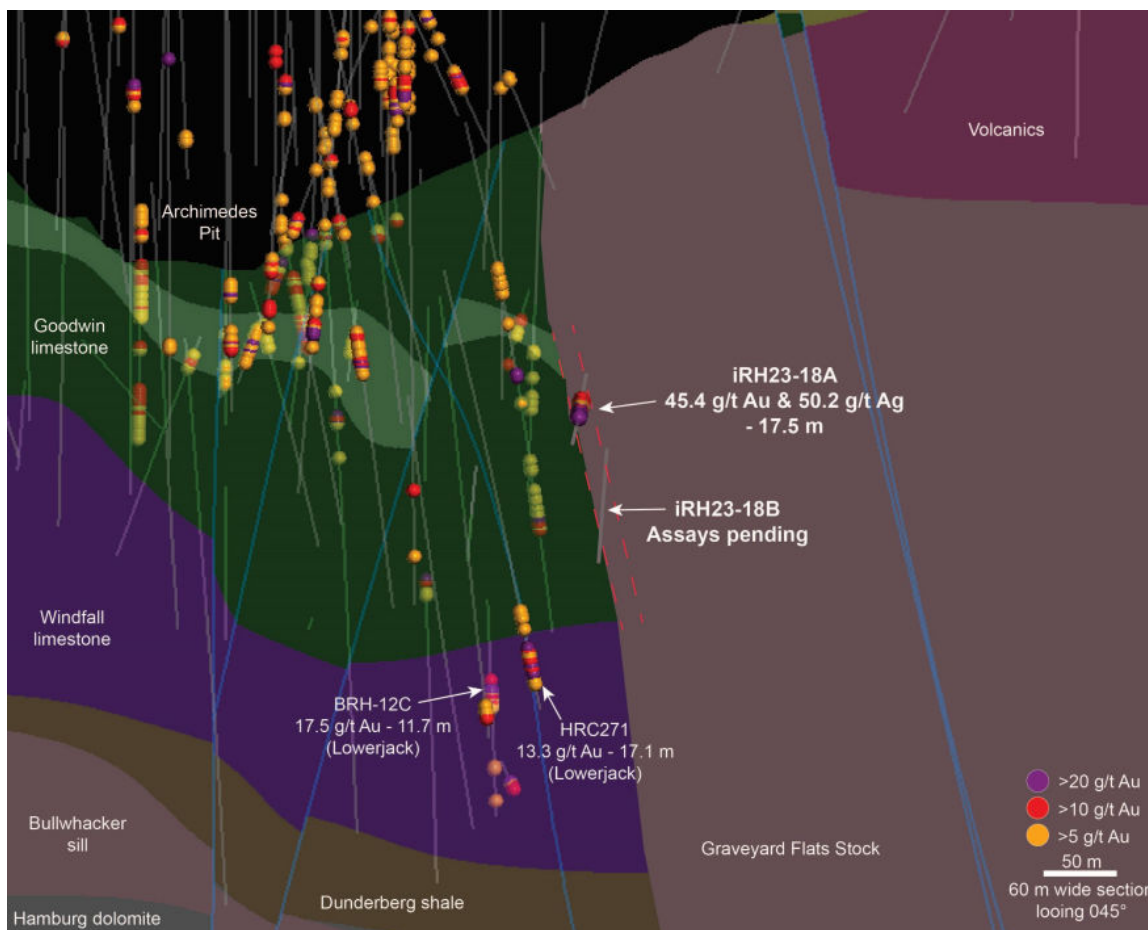 Volcanics
Archimedes
Pit
Goodwin
limestone
iRH23-18A
45.4 g/t Au & 50.2 g/t Ag
- 17.5 m
iRH23-18B
Assays pending
Windfall
limestone
BRH-12C
17.5 g/t Au - 11.7 m
(Lowerjack)
HRC271
13.3 g/t Au - 17.1 m
(Lowerjack)
Bullwhacker
sill
Graveyard Flats Stock
Dunderberg shale
Hamburg dolomite
>20 g/t Au
>10 g/t Au
>5 g/t Au
50 m
60 m wide section
looing 045°